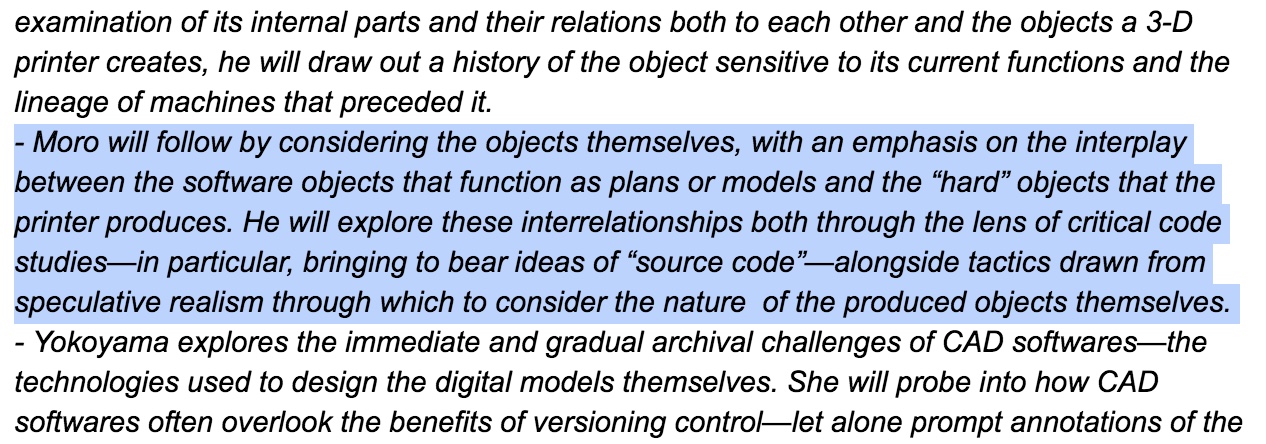 examination of its internal parts and their relations both to each other and the objects a 3-D
printer creates, he will draw out a history of the object sensitive to its current functions and the
lineage of machines that preceded it.
- Moro will follow by considering the objects themselves, with an emphasis on the interplay
between the software objects that function as plans or models and the “hard” objects that the
printer produces. He will explore these interrelationships both through the lens of critical code
studies—in particular, bringing to bear ideas of “source code”—alongside tactics drawn from
speculative realism through which to consider the nature  of the produced objects themselves.
- Yokoyama explores the immediate and gradual archival challenges of CAD softwares—the
technologies used to design the digital models themselves. She will probe into how CAD
softwares often overlook the benefits of versioning control—let alone prompt annotations of the